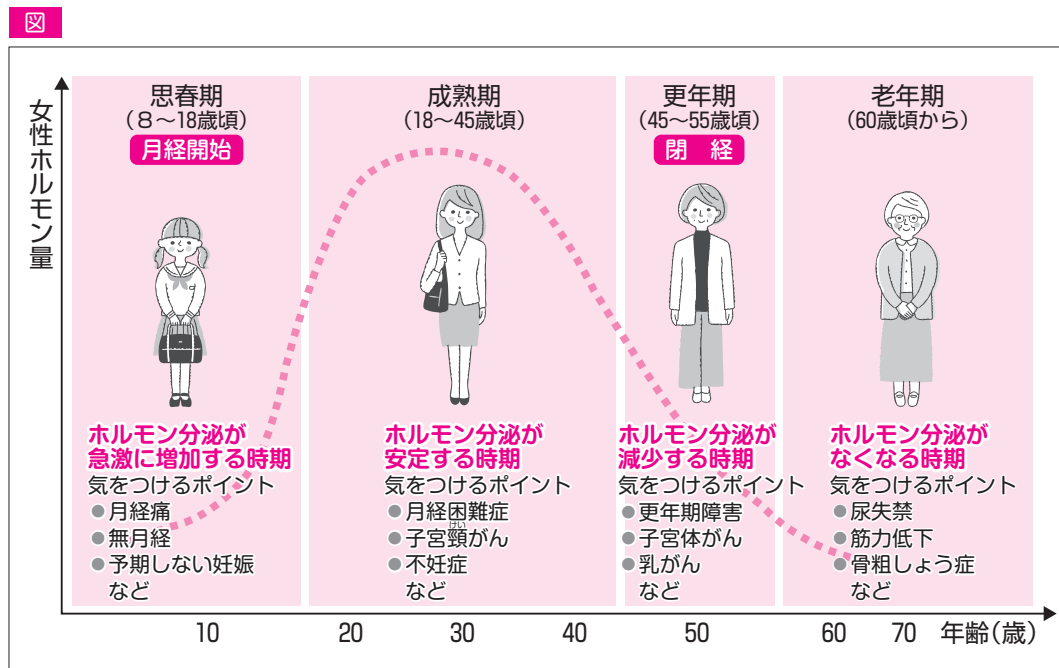 図
女性ホルモン量
思春期
（8～18歳頃）
月経開始
ホルモン分泌が
急激に増加する時期
気をつけるポイント
●月経痛
●無月経
●予期しない妊娠
など
成熟期
（18～45歳頃）
ホルモン分泌が
安定する時期
気をつけるポイント
●月経困難症
けい
●子宮頸がん
●不妊症
など
更年期
（45～55歳頃）
閉経
ホルモン分泌が
減少する時期
気をつけるポイント
●更年期障害
●子宮体がん
●乳がん
など
老年期
（60歳頃から）
ホルモン分泌が
なくなる時期
気をつけるポイント
●尿失禁
●筋力低下
●骨粗しょう症
など
10 20 30 40 50 60 70 年齢（歳）